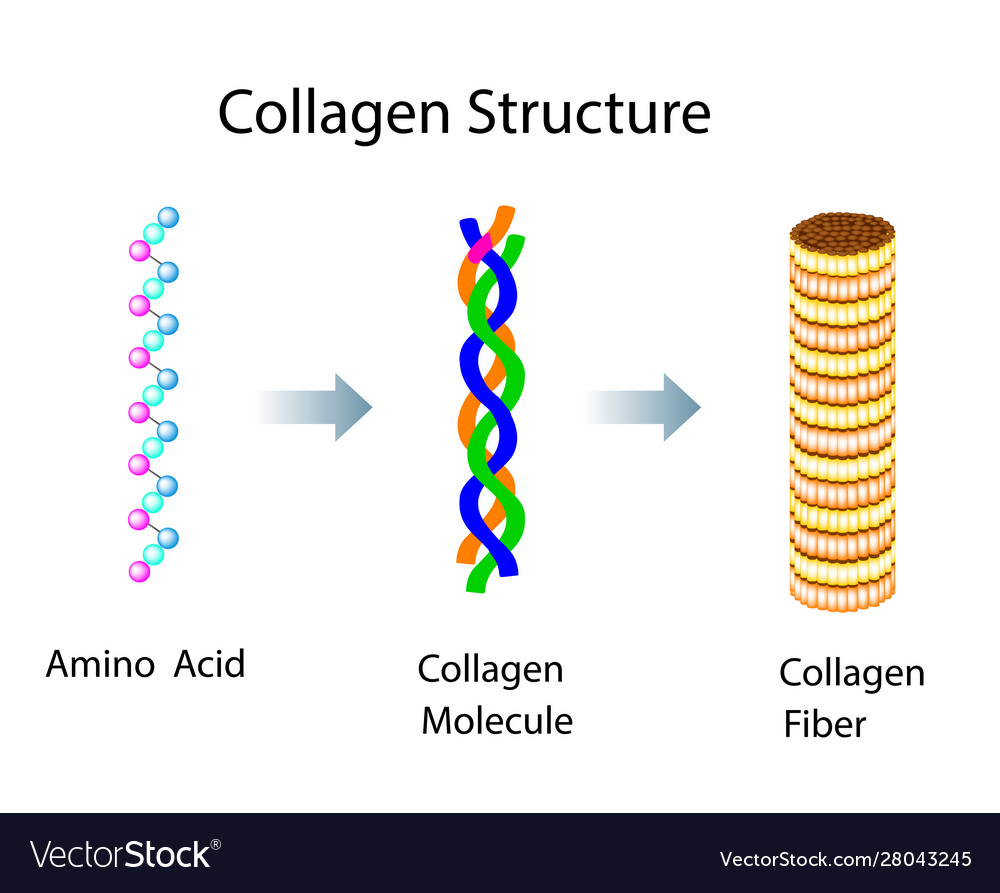 Collagen Structure
Amino Acid
Collagen
Molecule
Collagen
Fiber
VectorStock®
VectorStock.com/28043245